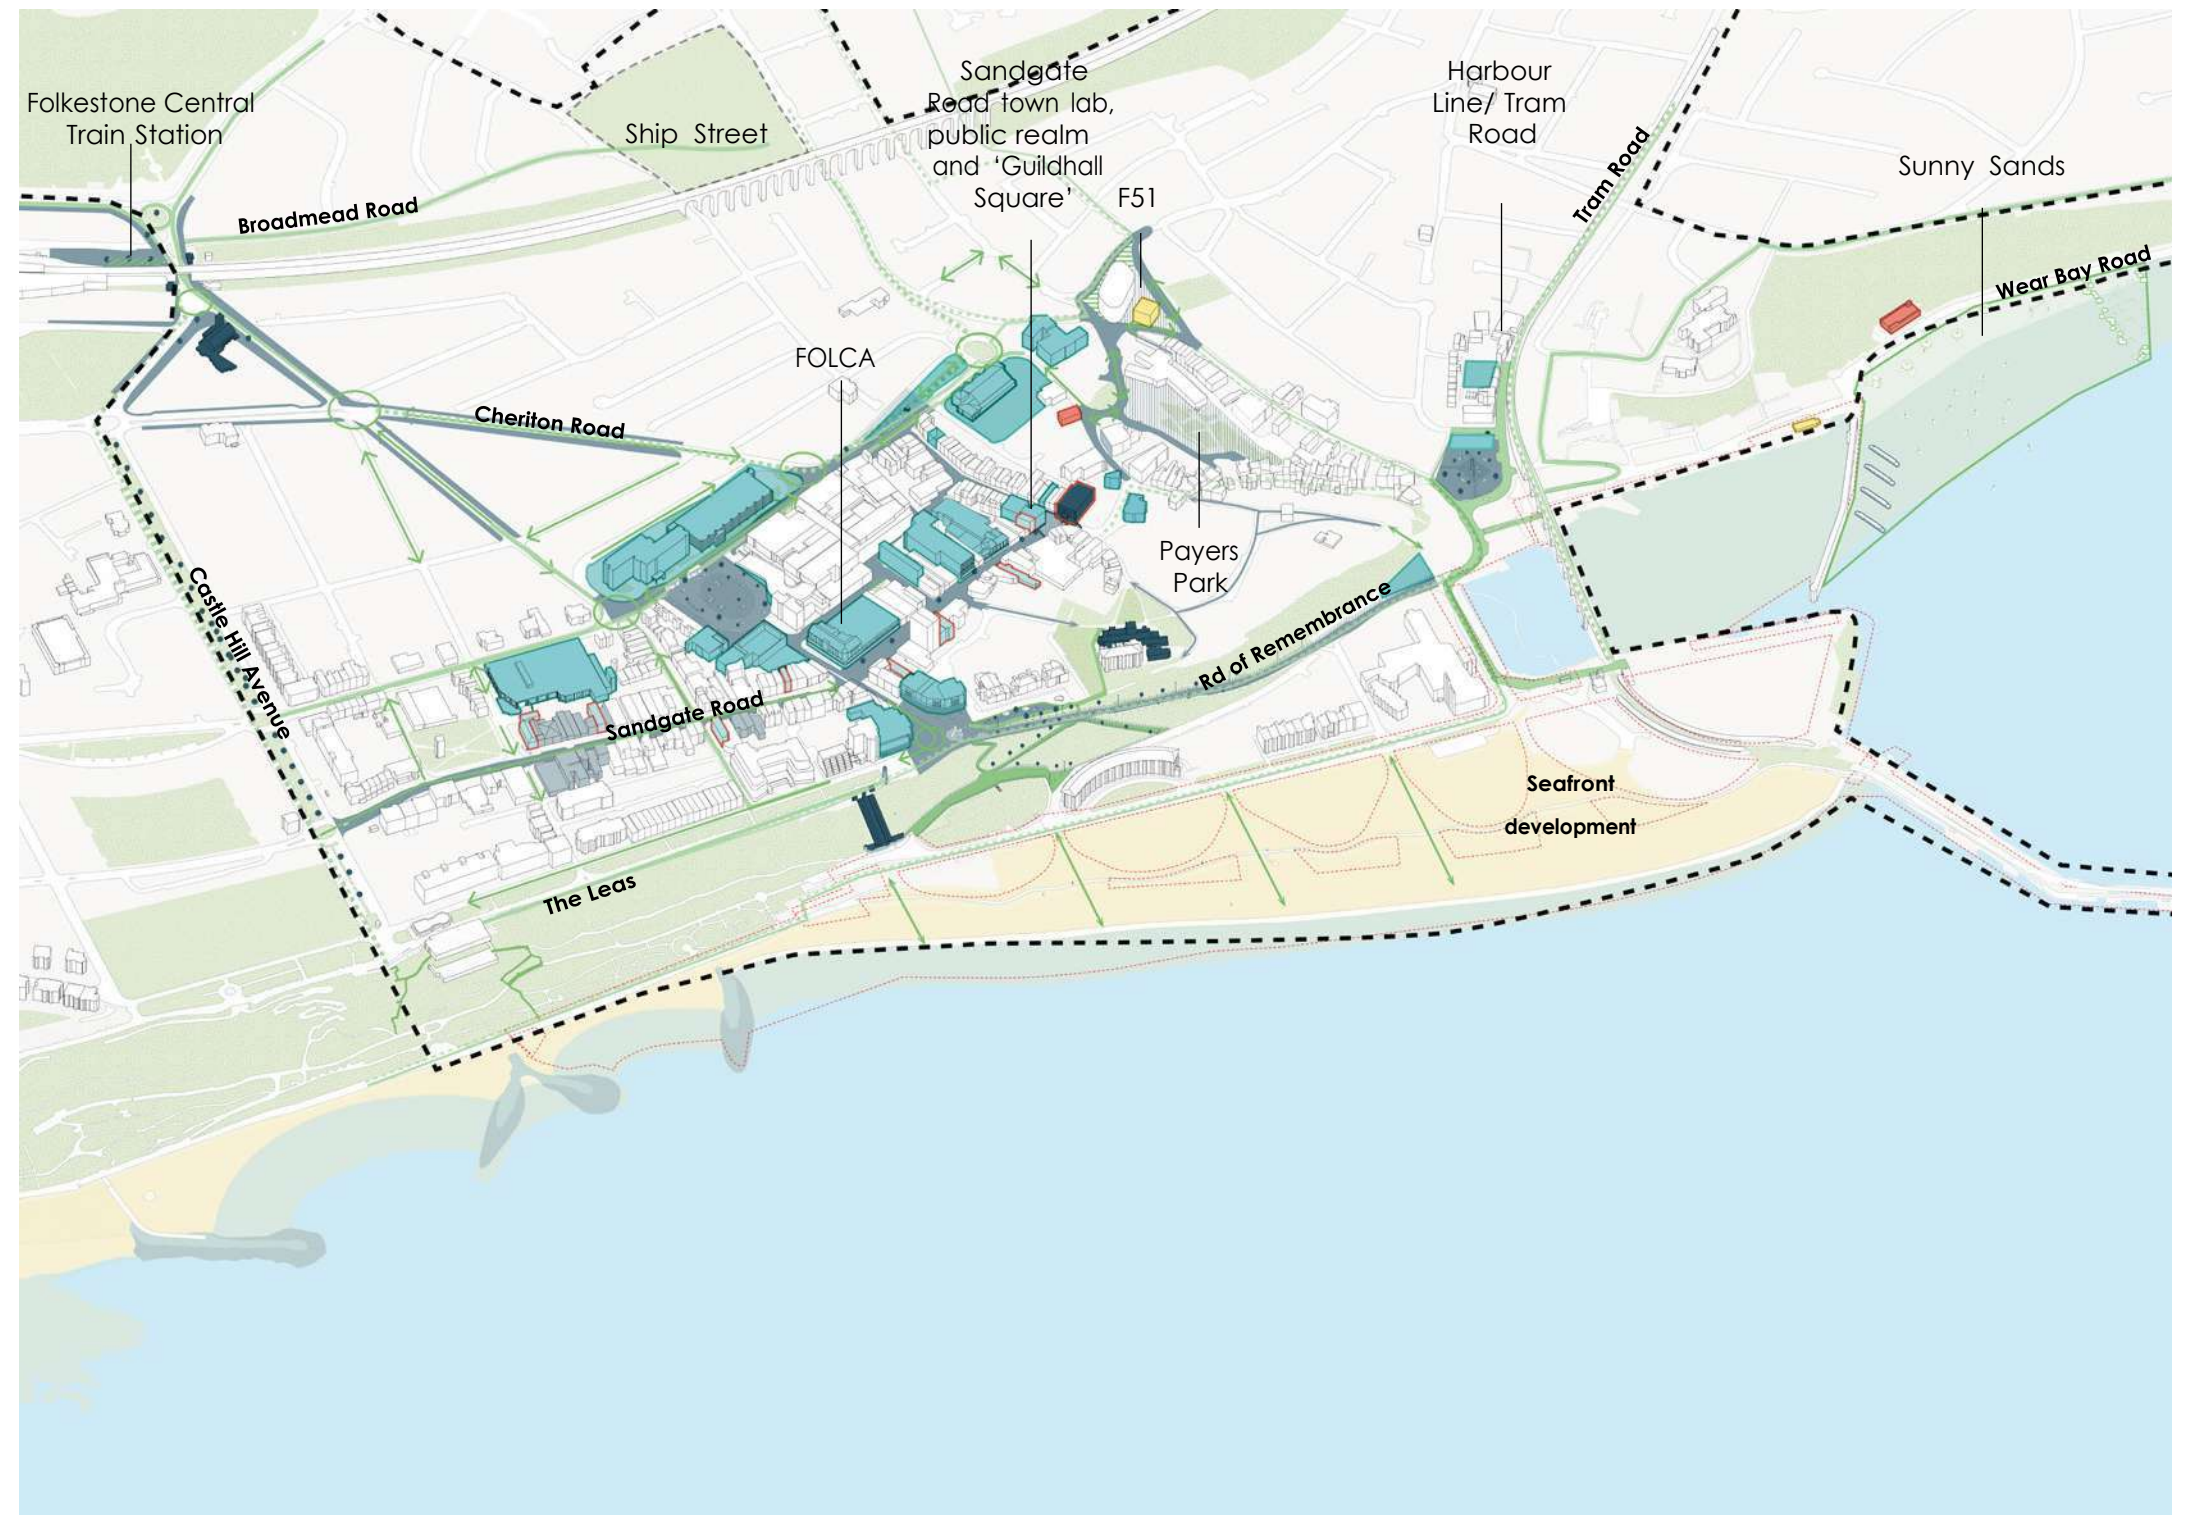 Folkestone Central
Train Station
Ship Street
Sandgate
Road town lab,
public realm
and ‘Guildhall
Square’
F51
Harbour
Line/ Tram
Road
Tram Road
Sunny Sands
Wear Bay Road
Broadmead Road
FOLCA
Cheriton Road
Payers
Park
Castle Hill Avenue
Rd of Remembrance
Sandgate Road
Seafront
development
The Leas